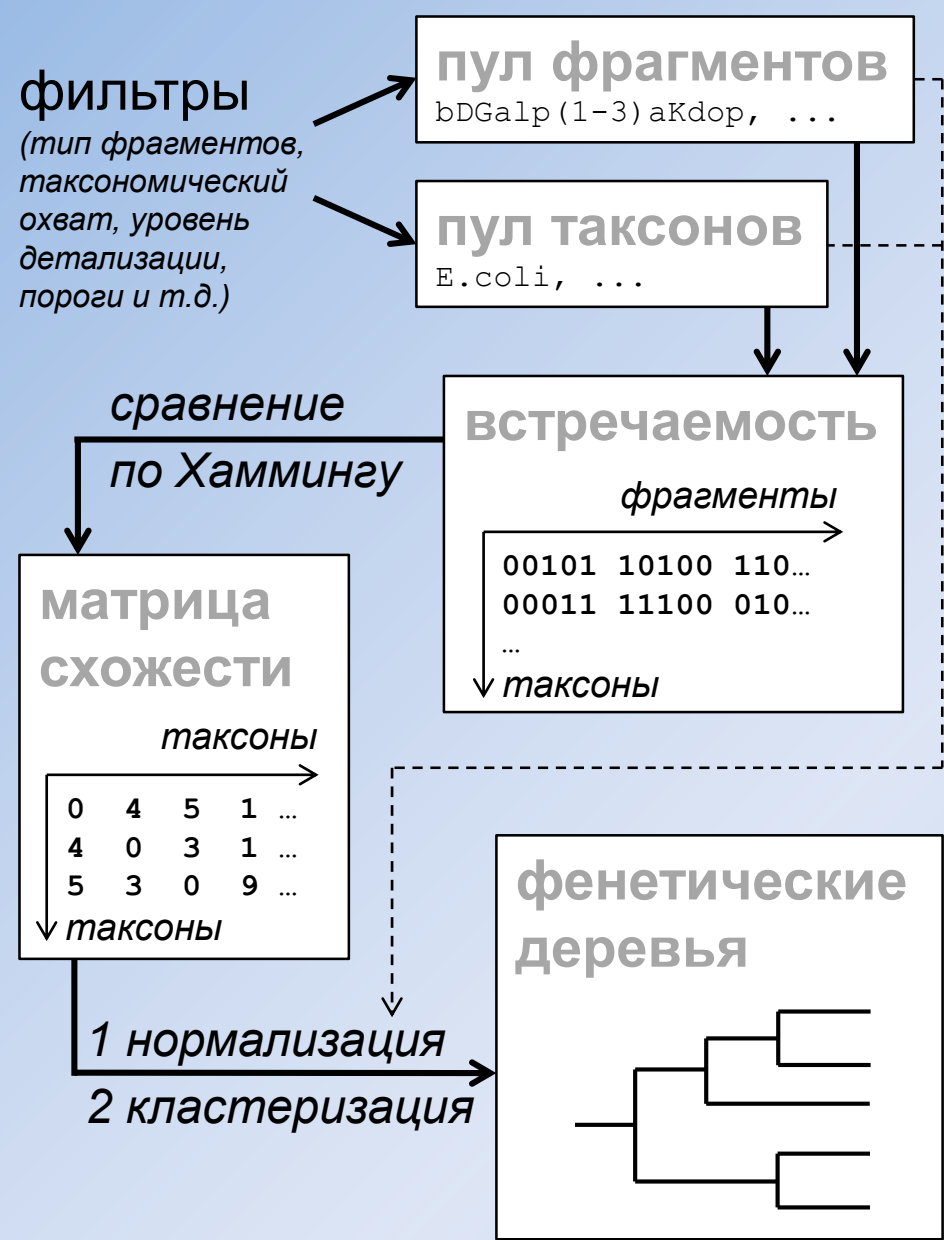 фильтры
(тип фрагментов,
таксономический
охват, уровень
детализации,
пороги и т.д.)
пул фрагментов
bDGalp(1-3)aKdop, ...
пул таксонов
E.coli, ...
сравнение
по Хаммингу
встречаемость
фрагменты
00101 10100 110…
00011 11100 010…
…
таксоны
матрица
схожести
таксоны
0 4 5 1 …
4 0 3 1 …
5 3 0 9 …
таксоны
1 нормализация
2 кластеризация
фенетические
деревья